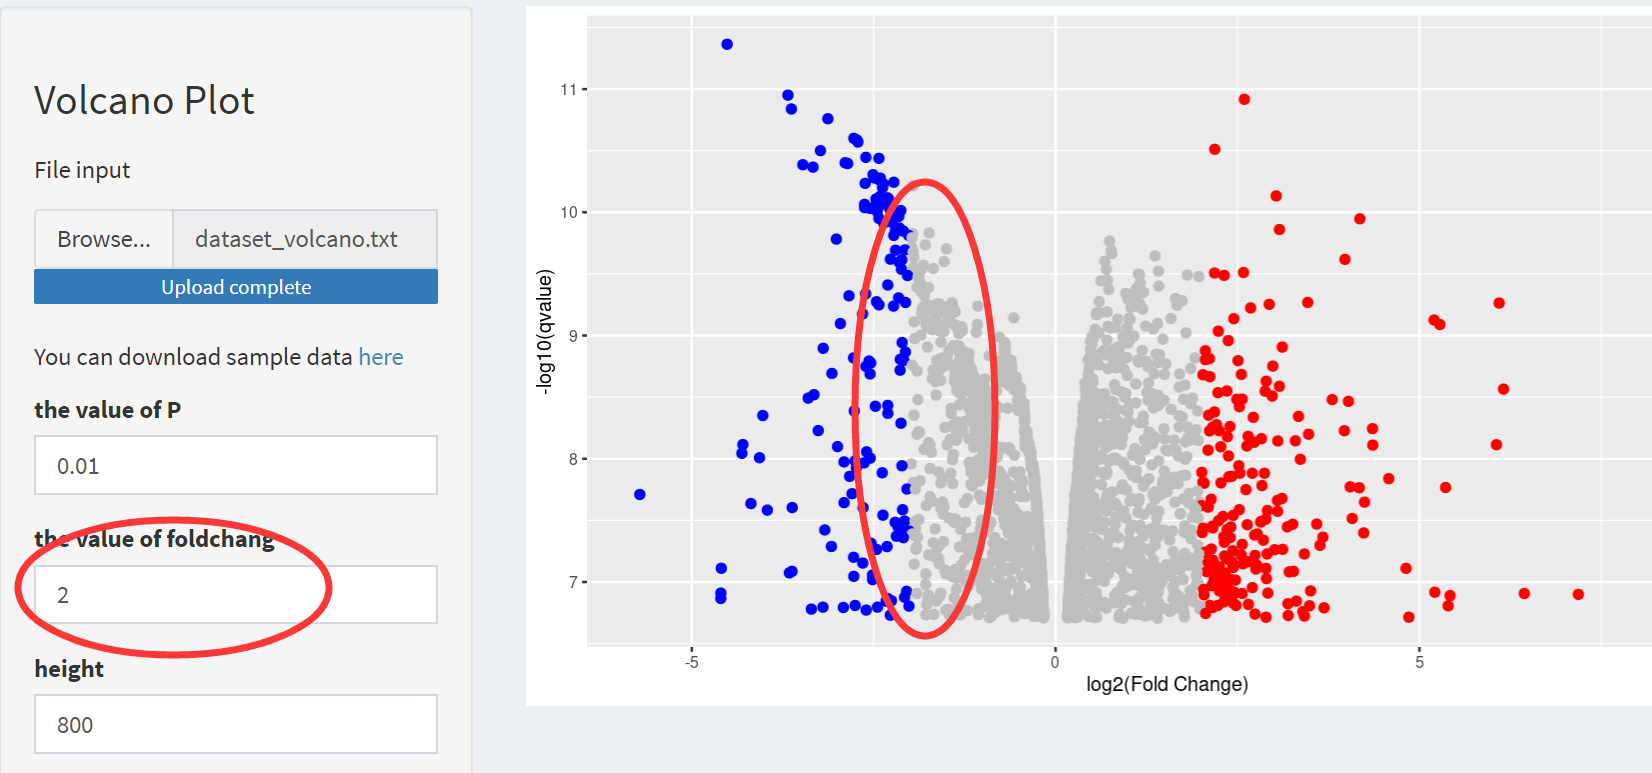 Volcano Plot
File input
Browse... dataset_volcano.txt
Upload complete
You can download sample data here
the value of P
0.01
the value of foldchang
2
height
800
-log10(qvalue)
11
10
9
8
7
-5 0 5
log2(Fold Change)